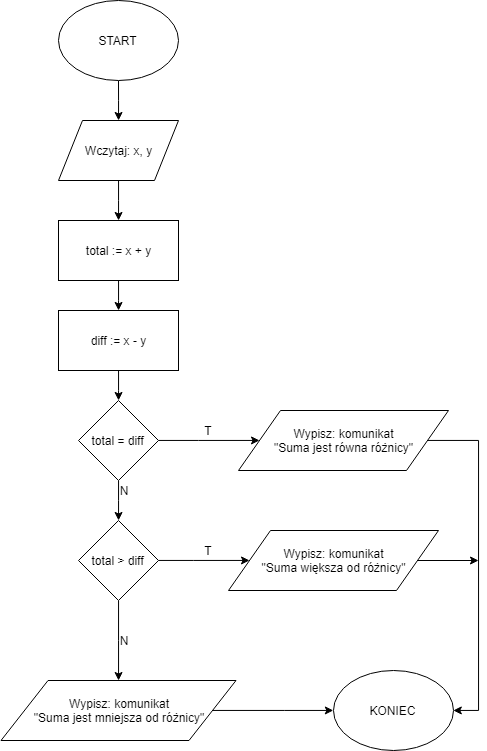 START
Wczytaj: x, y
total := x + y
diff := x - y
total = diff
T
Wypisz: komunikat
"Suma jest równa różnicy"
N
total > diff
T
Wypisz: komunikat
"Suma większa od różnicy"
N
Wypisz: komunikat
"Suma jest mniejsza od różnicy"
KONIEC